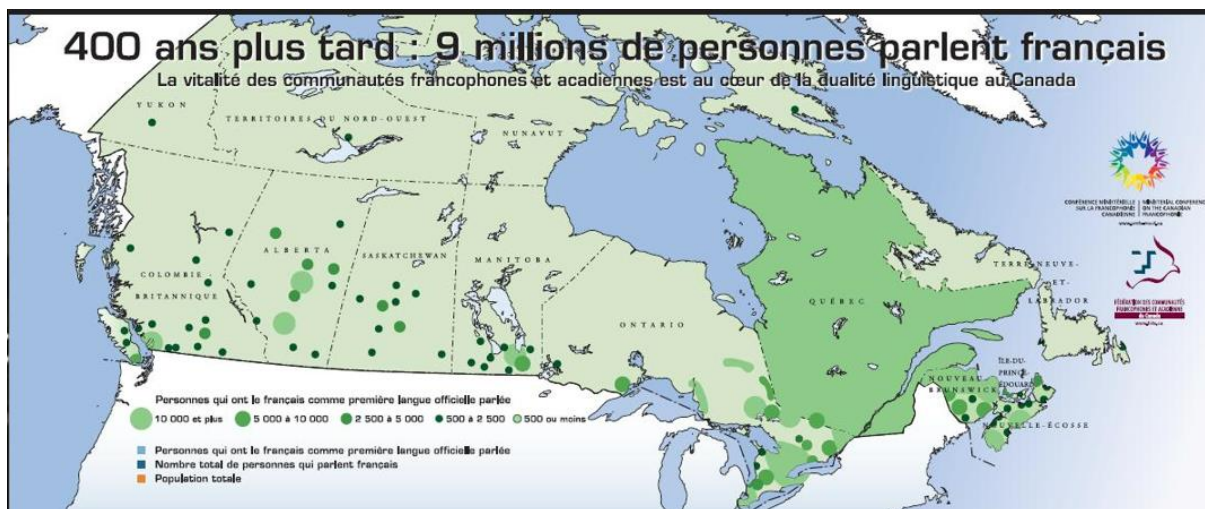 400 ans plus tard : 9 millions de personnes parlent français
La vitalité des communautés francophones et acadiennes est au cœur de la dualité linguistique au Canada
YUKON
TERRITOIRES DU NORD-OUEST
NUNAVUT
CONFÉRENCE MINISTÉRIELLE SUR LA FRANCOPHONIE CANADIENNE
MINISTERIAL CONFERENCE ON THE CANADIAN FRANCOPHONIE
ALBERTA
SASKATCHEWAN
MANITOBA
COLOMBIE-
BRITANNIQUE
ONTARIO
QUÉBEC
TERRE-NEUVE-
ET-
LABRADOR
FÉDÉRATION DES COMMUNAUTÉS
FRANCOPHONES ET ACADIENNE
du Canada
ÎLE-DU-
PRINCE-
ÉDOUARD
NOUVEAU
BRUNSWICK
NOUVELLE-ÉCOSSE
Personnes qui ont le français comme première langue officielle parlée
10 000 et plus 5 000 à 10 000 2 500 à 5 000 500 à 2 500 500 ou moins
Personnes qui ont le français comme première langue officielle parlée
Nombre total de personnes qui parlent français
Population totale